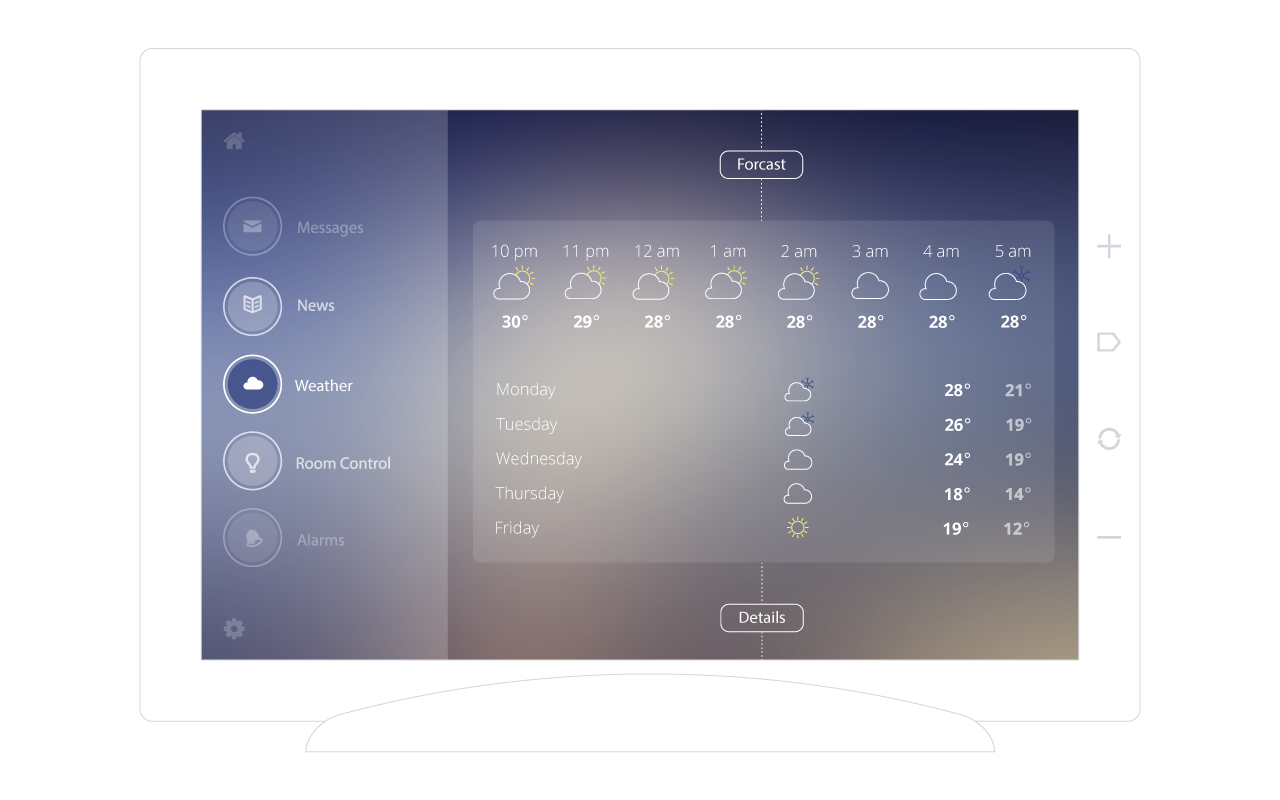 Forcast
Messages
News
Weather
Room Control
Alarms
10 pm 11 pm 12 am 1 am 2 am 3 am 4 am 5 am
30° 29° 28° 28° 28° 28° 28° 28°
Monday 28° 21°
Tuesday 26° 19°
Wednesday 24° 19°
Thursday 18° 14°
Friday 19° 12°
Details